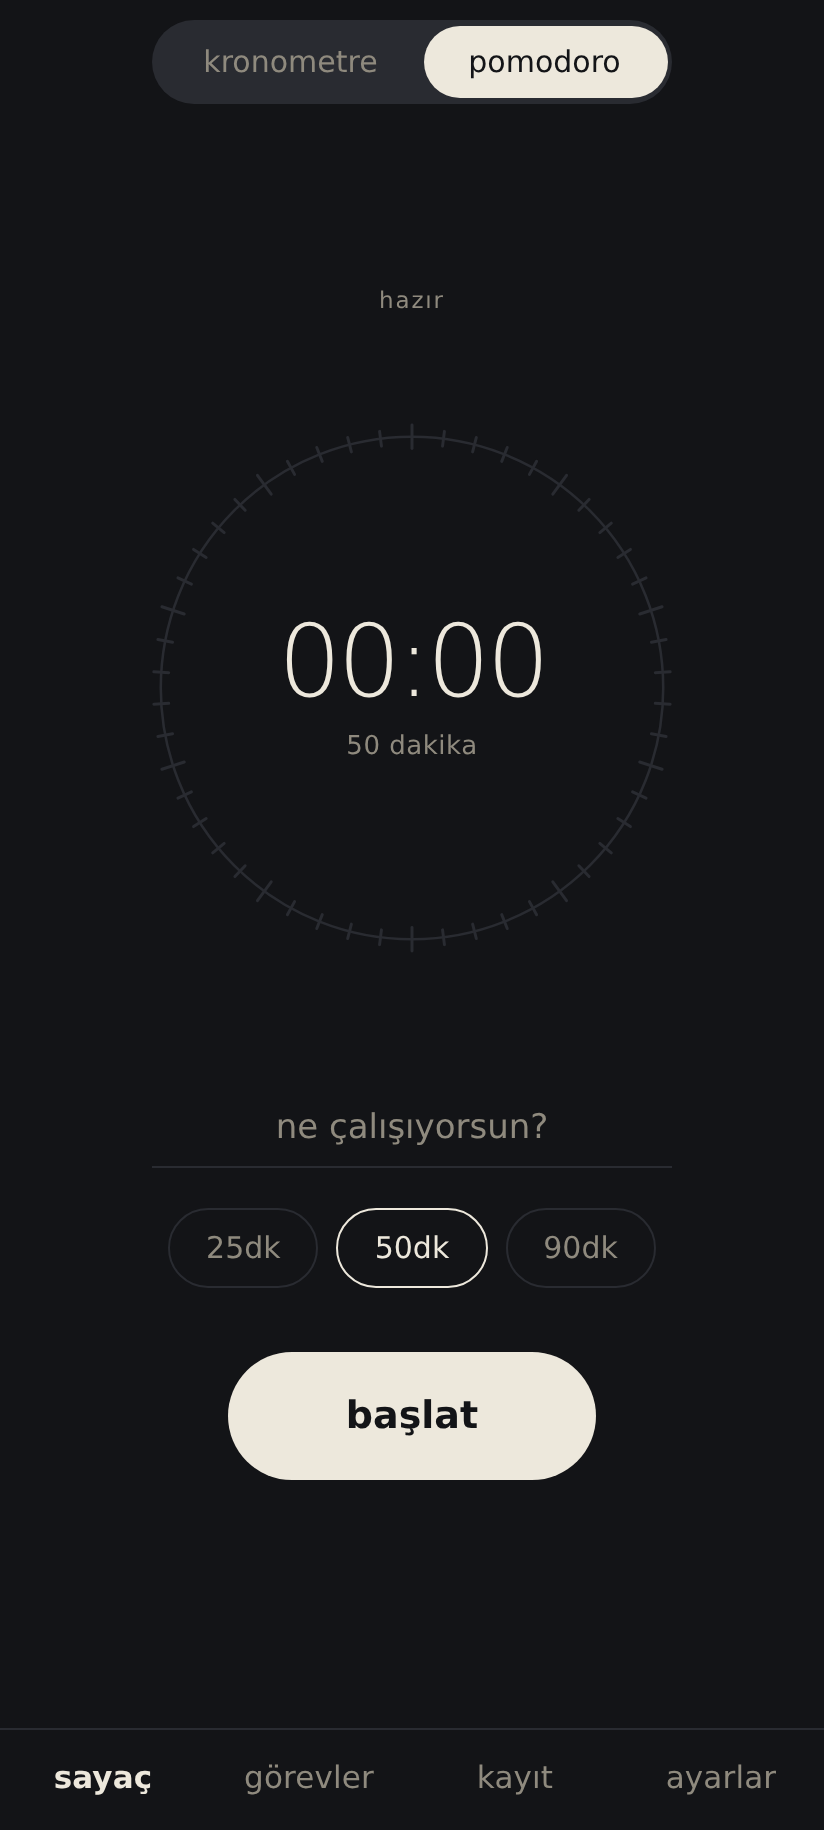 kronometre pomodoro
hazır
00:00
50 dakika
ne çalışıyorsun?
25dk 50dk 90dk
başlat
sayaç görevler kayıt ayarlar